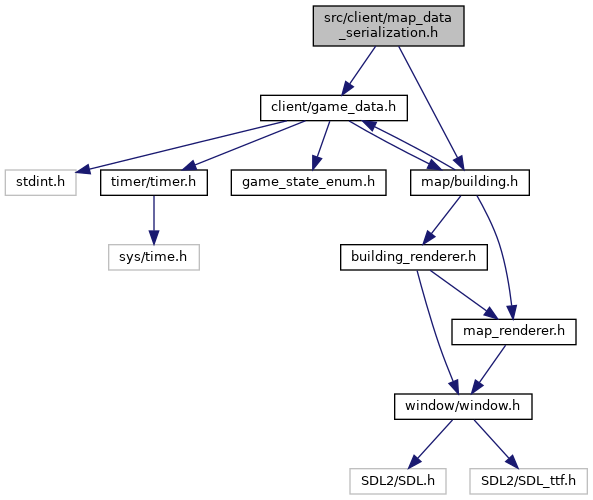 src/client/map_data
_serialization.h
client/game_data.h
stdint.h
timer/timer.h
game_state_enum.h
map/building.h
sys/time.h
building_renderer.h
map_renderer.h
window/window.h
SDL2/SDL.h
SDL2/SDL_ttf.h